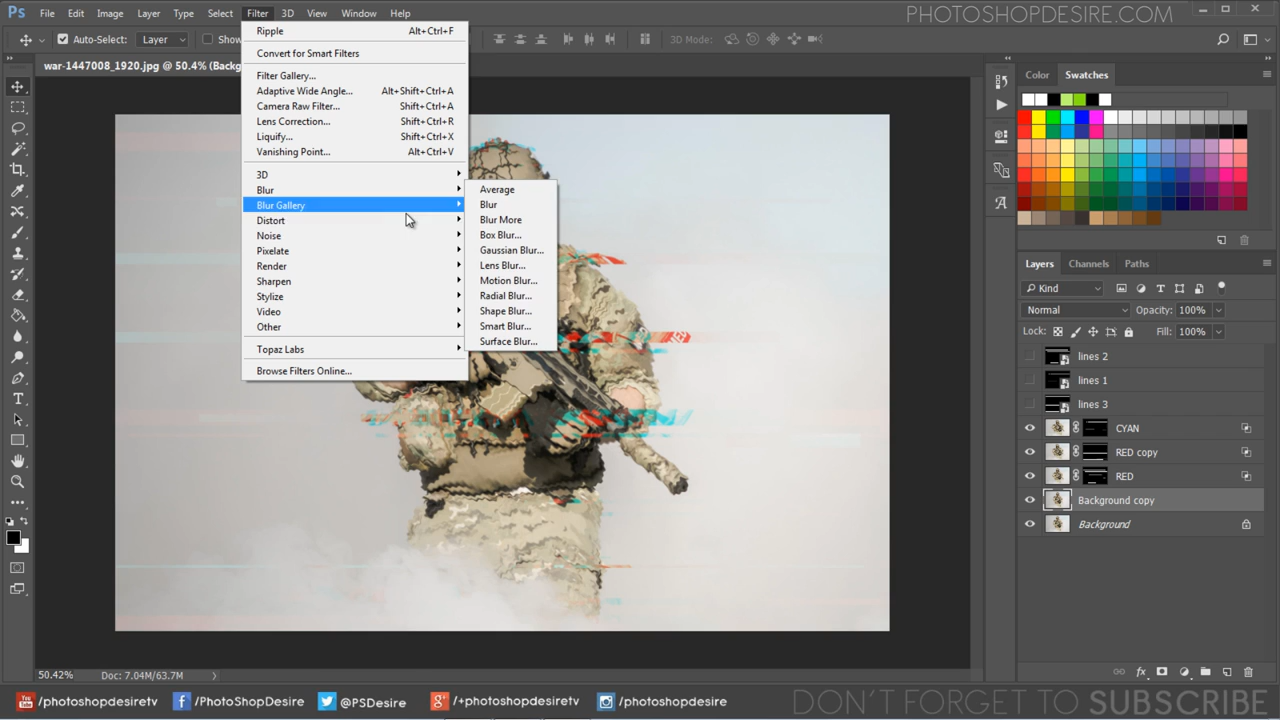 PHOTOSHOPDESIRE.COM
Ps File Edit Image Layer Type Select Filter 3D View Window Help
Auto-Select: Layer Show 3D Mode:
war-1447008_1920.jpg @ 50.4% (Backg
Ripple Alt+Ctrl+F
Convert for Smart Filters
Filter Gallery...
Adaptive Wide Angle... Alt+Shift+Ctrl+A
Camera Raw Filter... Shift+Ctrl+A
Lens Correction... Shift+Ctrl+R
Liquify... Shift+Ctrl+X
Vanishing Point... Alt+Ctrl+V
3D
Blur
Blur Gallery
Distort
Noise
Pixelate
Render
Sharpen
Stylize
Video
Other
Topaz Labs
Browse Filters Online...
Average
Blur
Blur More
Box Blur...
Gaussian Blur...
Lens Blur...
Motion Blur...
Radial Blur...
Shape Blur...
Smart Blur...
Surface Blur...
Color Swatches
Layers Channels Paths
Kind
Normal Opacity: 100%
Lock: Fill: 100%
lines 2
lines 1
lines 3
CYAN
RED copy
RED
Background copy
Background
50.42% Doc: 7.04M/63.7M
You Tube /photoshopdesiretv f /PhotoShopDesire @PSDesire g+ /+photoshopdesiretv /photoshopdesire
DON'T FORGET TO SUBSCRIBE